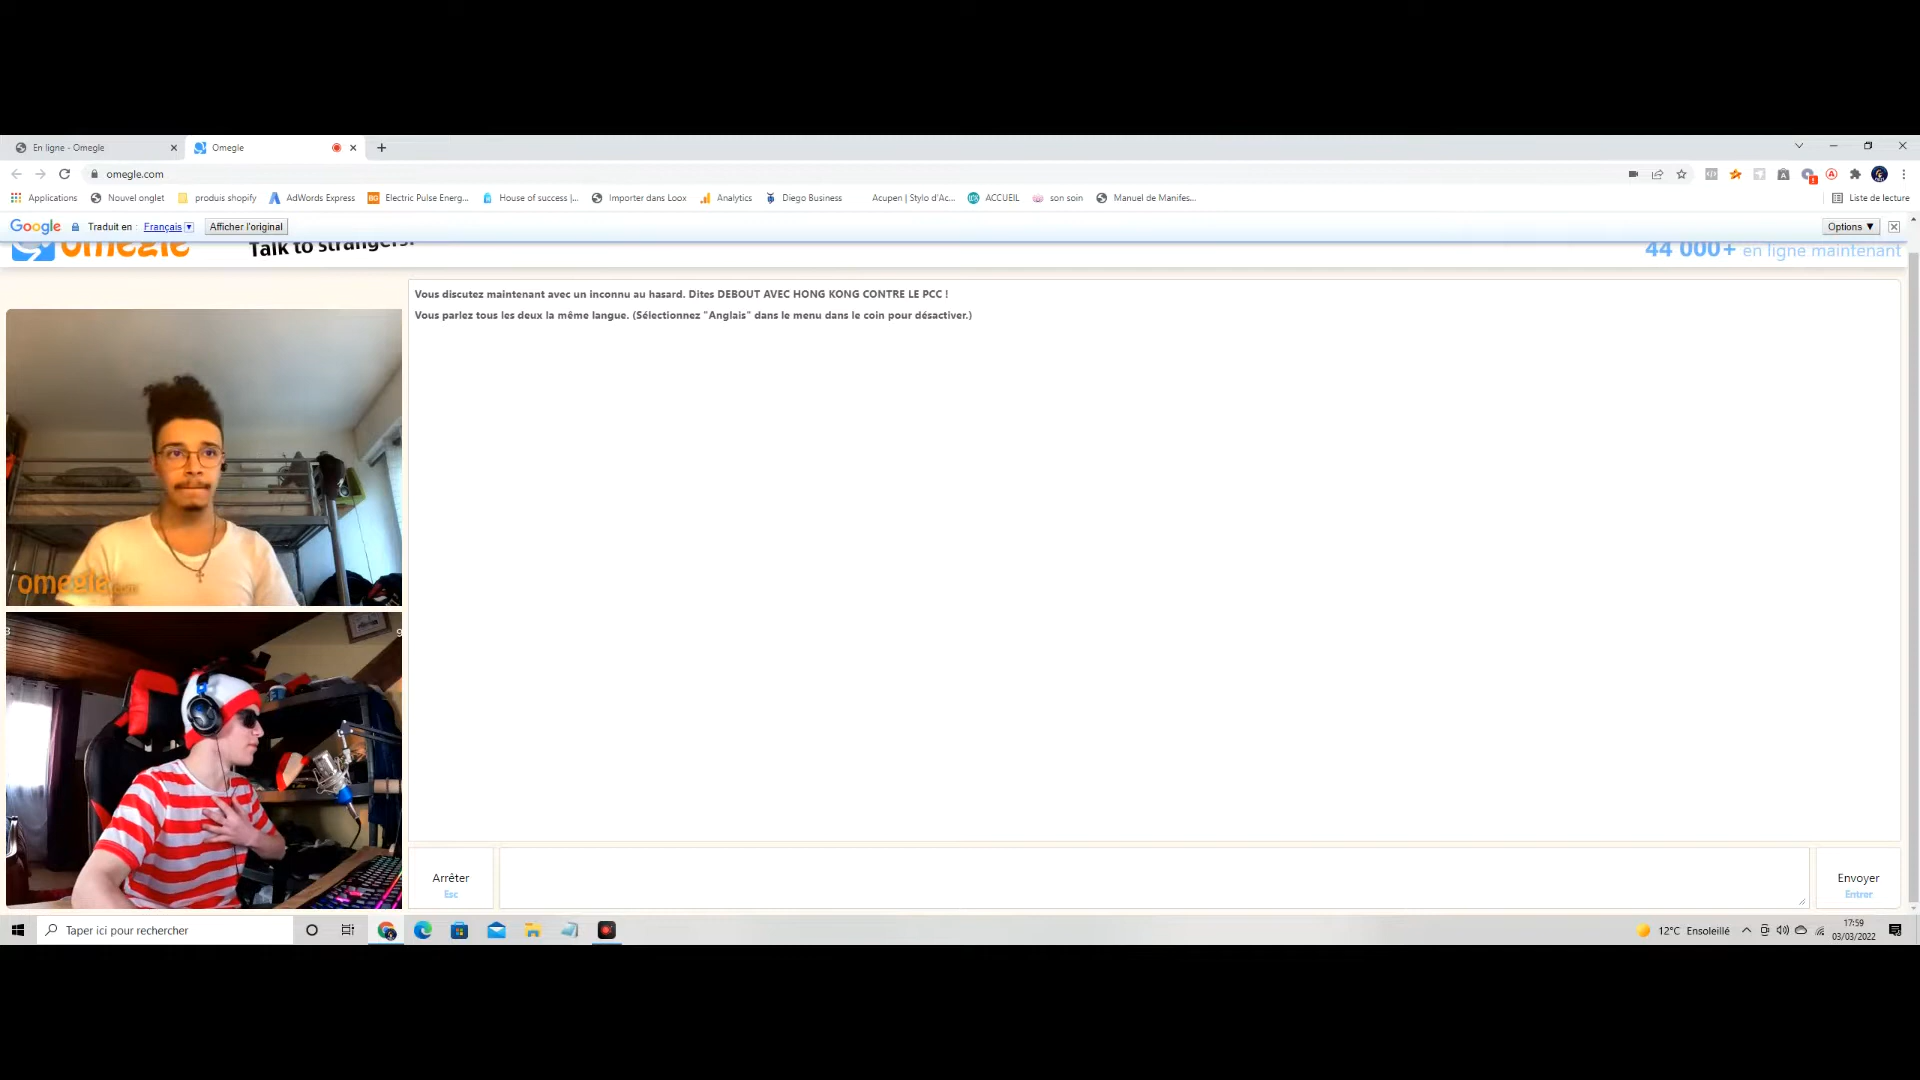 En ligne - Omegle
Omegle
omegle.com
Applications
Nouvel onglet
produis shopify
AdWords Express
Electric Pulse Energ...
House of success |...
Importer dans Loox
Analytics
Diego Business
Acupen | Stylo d'Ac...
ACCUEIL
son soin
Manuel de Manifes...
Liste de lecture
Google
Traduit en :
Français
Afficher l'original
Options ▼
omegle
Talk to strangers!
44 000+ en ligne maintenant
Vous discutez maintenant avec un inconnu au hasard. Dites DEBOUT AVEC HONG KONG CONTRE LE PCC !
Vous parlez tous les deux la même langue. (Sélectionnez "Anglais" dans le menu dans le coin pour désactiver.)
omegle.com
Arrêter
Esc
Envoyer
Entrer
Taper ici pour rechercher
12°C Ensoleillé
17:59
03/03/2022